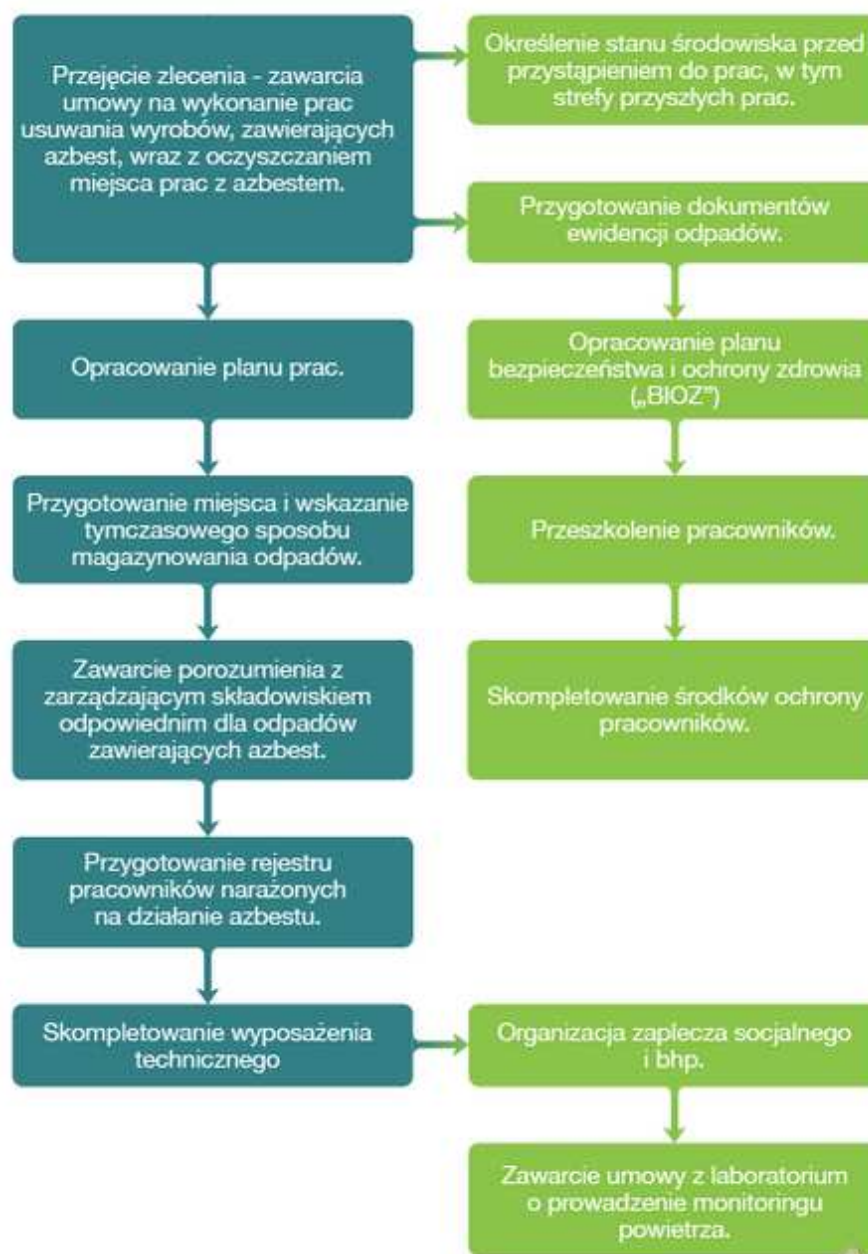 Przejęcie zlecenia - zawarcia
umowy na wykonanie prac
usuwania wyrobów, zawierających
azbest, wraz z oczyszczaniem
miejsca prac z azbestem.
Określenie stanu środowiska przed
przystąpieniem do prac, w tym
strefy przyszłych prac.
Przygotowanie dokumentów
ewidencji odpadów.
Opracowanie planu prac.
Opracowanie planu
bezpieczeństwa i ochrony zdrowia
(„BIOZ”)
Przygotowanie miejsca i wskazanie
tymczasowego sposobu
magazynowania odpadów.
Przeszkolenie pracowników.
Zawarcie porozumienia z
zarządzającym składowiskiem
odpowiednim dla odpadów
zawierających azbest.
Skompletowanie środków ochrony
pracowników.
Przygotowanie rejestru
pracowników narażonych
na działanie azbestu.
Skompletowanie wyposażenia
technicznego
Organizacja zaplecza socjalnego
i bhp.
Zawarcie umowy z laboratorium
o prowadzenie monitoringu
powietrza.